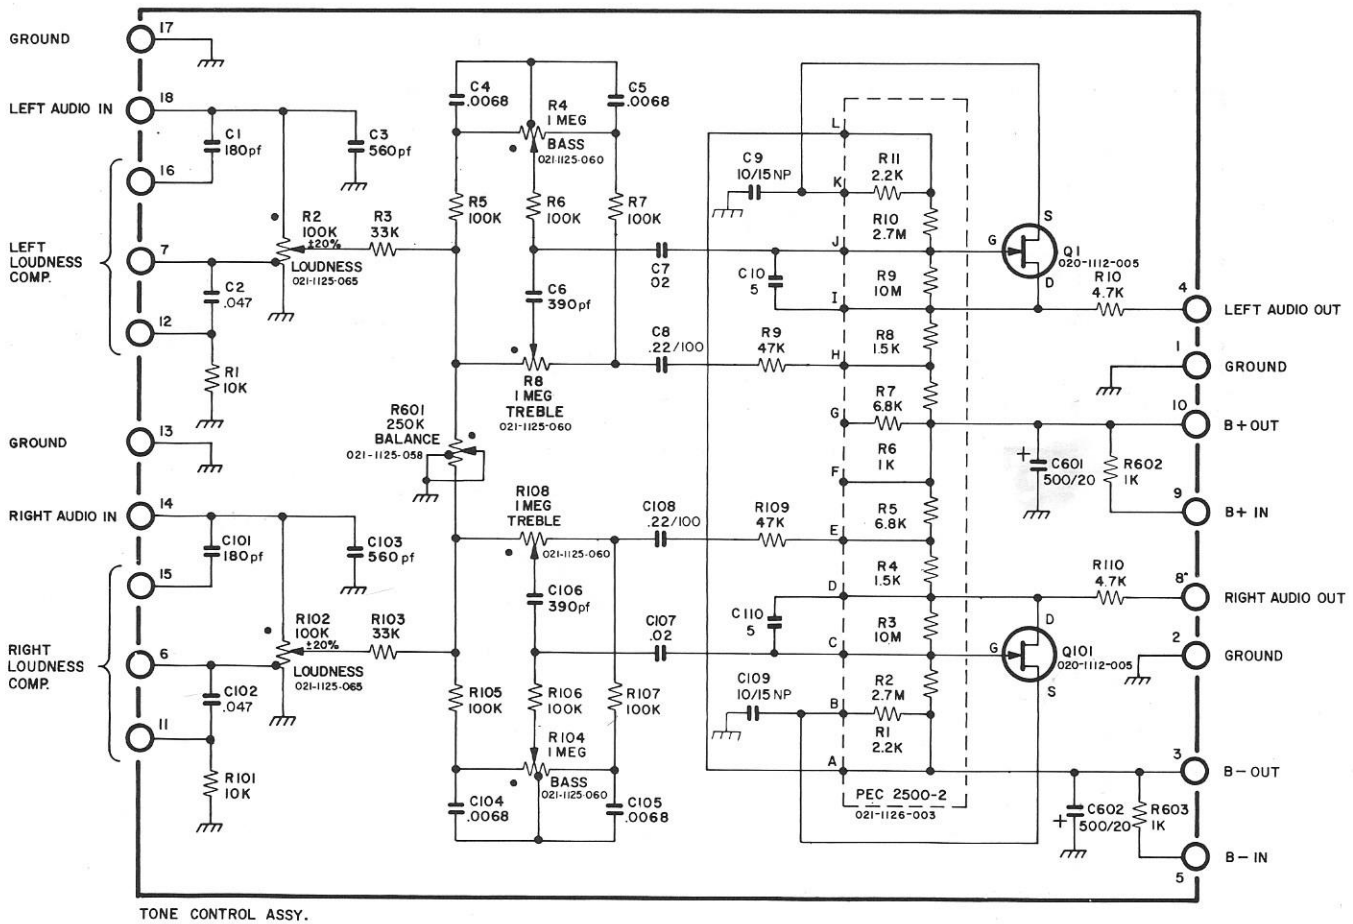 GROUND
17
LEFT AUDIO IN
18
C1
180pf
C3
560pf
16
LEFT
LOUDNESS
COMP.
7
R2
100K
±20%
LOUDNESS
021-1125-065
R3
33K
C2
.047
12
R1
10K
GROUND
13
C4
.0068
R4
1 MEG
BASS
021-1125-060
C5
.0068
R5
100K
R6
100K
R7
100K
C6
390pf
C7
02
C8
.22/100
R8
1 MEG
TREBLE
021-1125-060
R9
47K
R601
250K
BALANCE
021-1125-058
C9
10/15 NP
C10
5
L
K
J
I
H
G
F
E
D
C
B
A
R11
2.2K
R10
2.7M
R9
10M
R8
1.5K
R7
6.8K
R6
1K
R5
6.8K
R4
1.5K
R3
10M
R2
2.7M
R1
2.2K
PEC 2500-2
021-1126-003
S
G
D
Q1
020-1112-005
R10
4.7K
4
LEFT AUDIO OUT
1
GROUND
10
B+ OUT
+
C601
500/20
R602
1K
9
B+ IN
R110
4.7K
8
RIGHT AUDIO OUT
D
G
S
Q101
020-1112-005
2
GROUND
3
B- OUT
+
C602
500/20
R603
1K
B- IN
5
RIGHT AUDIO IN
14
C101
180pf
C103
560pf
15
RIGHT
LOUDNESS
COMP.
6
R102
100K
±20%
LOUDNESS
021-1125-065
R103
33K
C102
.047
11
R101
10K
R108
1 MEG
TREBLE
021-1125-060
C108
.22/100
R109
47K
C106
390pf
C107
.02
C110
5
C109
10/15 NP
R105
100K
R106
100K
R107
100K
R104
1 MEG
BASS
021-1125-060
C104
.0068
C105
.0068
TONE CONTROL ASSY.